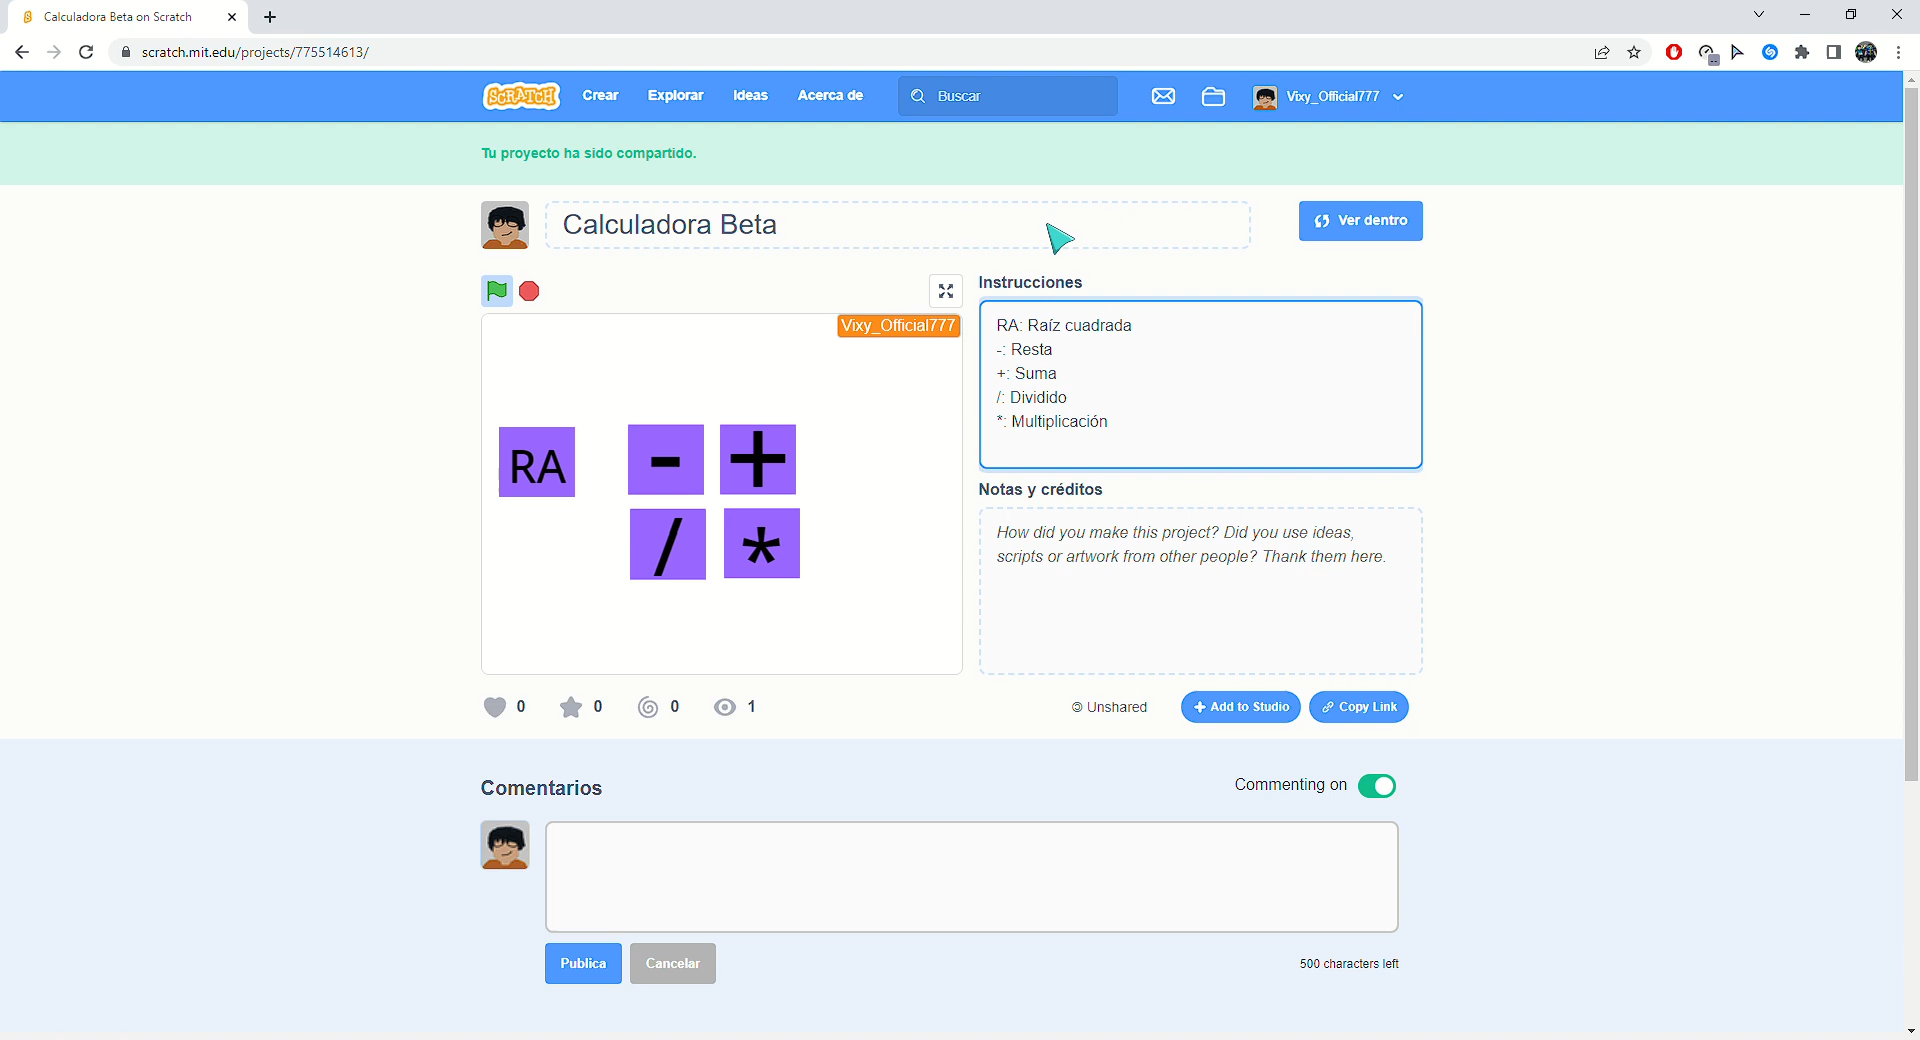 Calculadora Beta on Scratch
scratch.mit.edu/projects/775514613/
SCRATCH
Crear
Explorar
Ideas
Acerca de
Buscar
Vixy_Official777
Tu proyecto ha sido compartido.
Calculadora Beta
Ver dentro
Instrucciones
Vixy_Official777
RA: Raíz cuadrada
-: Resta
+: Suma
/: Dividido
*: Multiplicación
RA
-
+
/
*
Notas y créditos
How did you make this project? Did you use ideas,
scripts or artwork from other people? Thank them here.
0
0
0
1
Unshared
Add to Studio
Copy Link
Comentarios
Commenting on
Publica
Cancelar
500 characters left